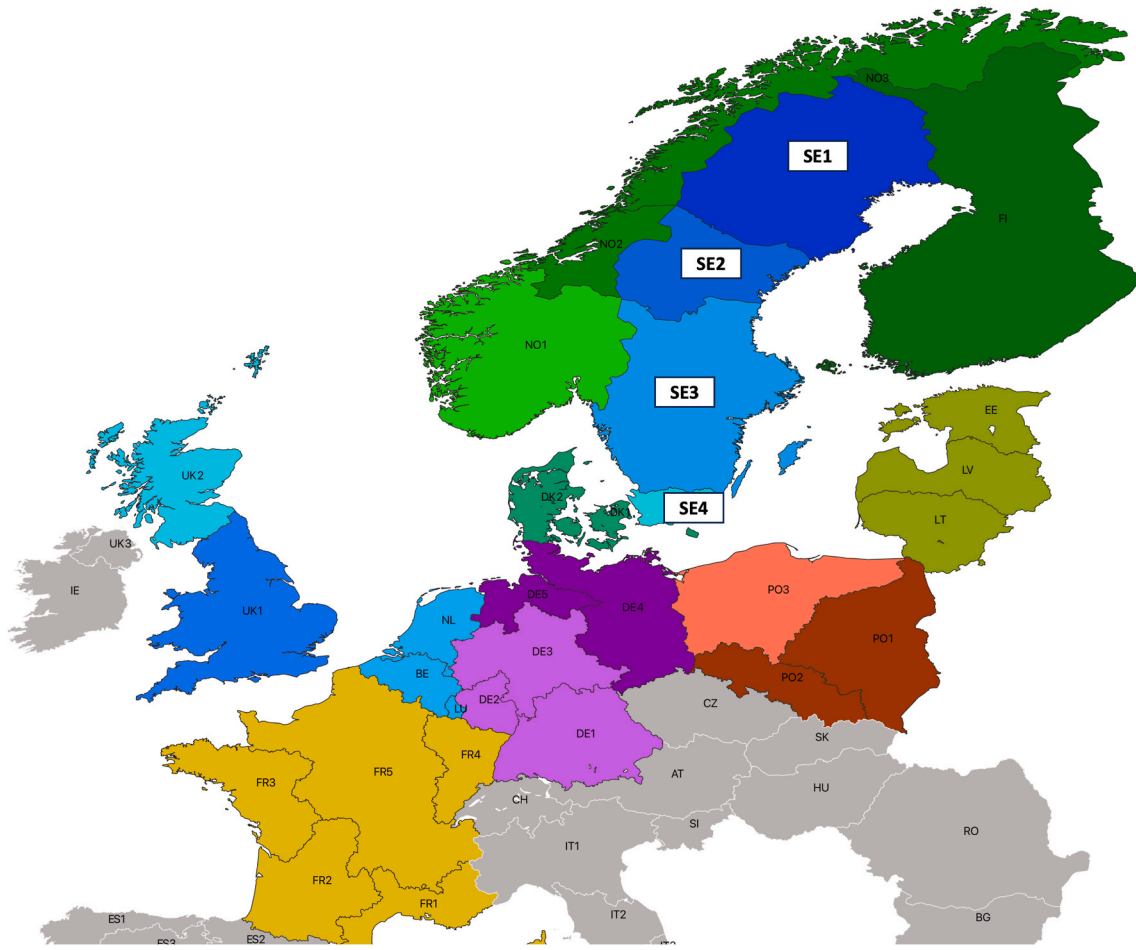 NO3
SE1
FI
NO2
SE2
NO1
SE3
EE
UK2
LV
DK2
SE4
DK1
LT
UK3
IE
PO3
DE5
DE4
UK1
NL
PO1
DE3
BE
PO2
DE2
CZ
LU
DE1
SK
FR4
FR5
AT
FR3
HU
CH
SI
RO
IT1
FR2
FR1
IT2
ES1
BG
ES2
ES3